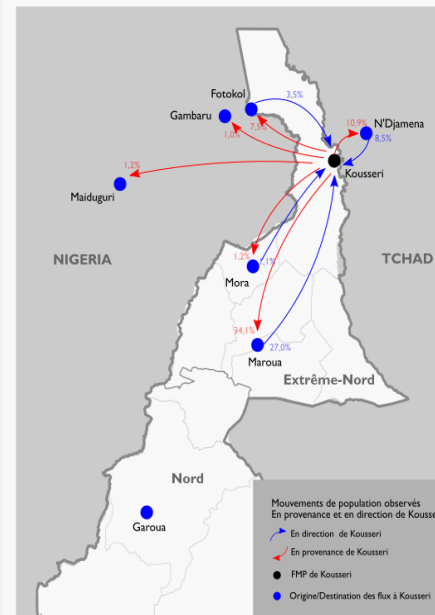 3,5%
Fotokol
Gambaru
7,5%
1,0%
10,9%
N'Djamena
8,5%
Kousseri
1,2%
Maiduguri
NIGERIA
TCHAD
1,2%
,1%
Mora
34,1%
27,0%
Maroua
Extrême-Nord
Nord
Garoua
Mouvements de population observés
En provenance et en direction de Kousse
En direction de Kousseri
En provenance de Kousseri
FMP de Kousseri
Origine/Destination des flux à Kousseri